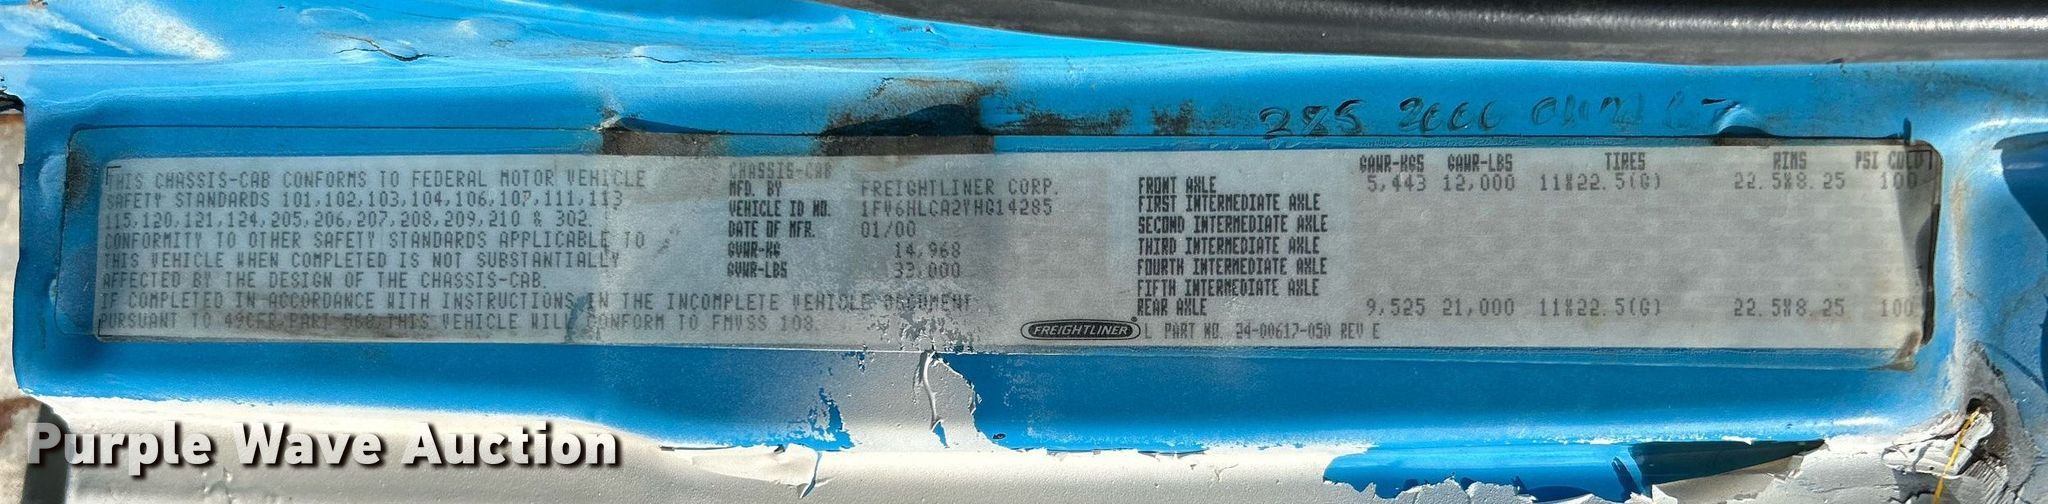 285 2000
THIS CHASSIS-CAB CONFORMS TO FEDERAL MOTOR VEHICLE
SAFETY STANDARDS 101,102,103,104,106,107,111,113
115,120,121,124,205,206,207,208,209,210 & 302.
CONFORMITY TO OTHER SAFETY STANDARDS APPLICABLE TO
THIS VEHICLE WHEN COMPLETED IS NOT SUBSTANTIALLY
AFFECTED BY THE DESIGN OF THE CHASSIS-CAB.
IF COMPLETED IN ACCORDANCE WITH INSTRUCTIONS IN THE INCOMPLETE VEHICLE DOCUMENT
PURSUANT TO 49CFR,PART 568,THIS VEHICLE WILL CONFORM TO FMVSS 108.
CHASSIS-CAB
MFD. BY FREIGHTLINER CORP.
VEHICLE ID NO. 1FV6HLCA2YHG14285
DATE OF MFR. 01/00
GVWR-KG 14,968
GVWR-LBS 33,000
GAWR-KGS GAWR-LBS TIRES RIMS PSI COLD
FRONT AXLE 5,443 12,000 11X22.5(G) 22.5X8.25 100
FIRST INTERMEDIATE AXLE
SECOND INTERMEDIATE AXLE
THIRD INTERMEDIATE AXLE
FOURTH INTERMEDIATE AXLE
FIFTH INTERMEDIATE AXLE
REAR AXLE 9,525 21,000 11X22.5(G) 22.5X8.25 100
FREIGHTLINER L PART NO. 24-00617-050 REV E
Purple Wave Auction